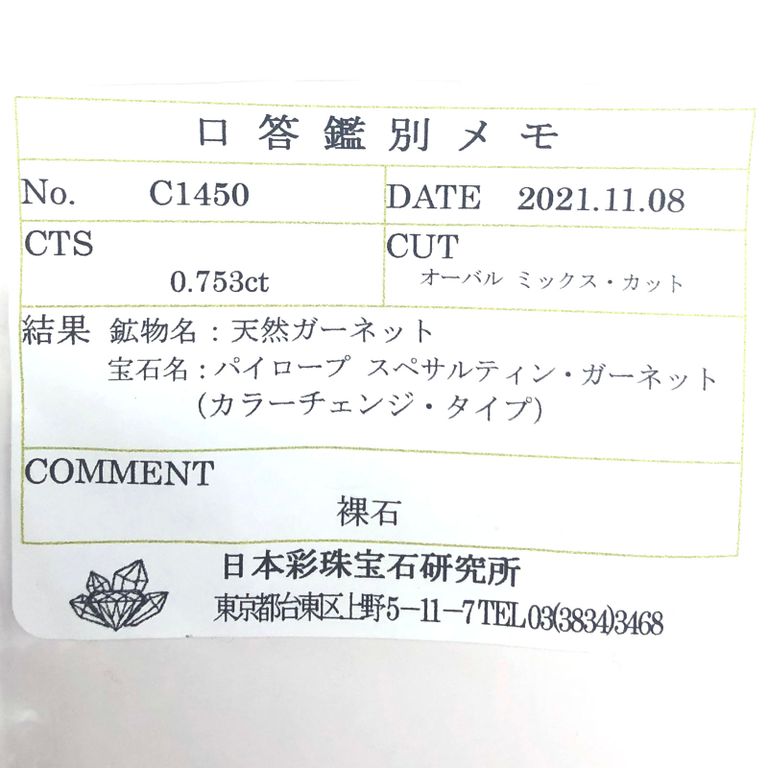 口答鑑別メモ
No. C1450
DATE 2021.11.08
CTS
0.753ct
CUT
オーバル ミックス・カット
結果 鉱物名：天然ガーネット
宝石名：パイロープ スペサルティン・ガーネット
(カラーチェンジ・タイプ)
COMMENT
裸石
日本彩珠宝石研究所
東京都台東区上野5−11−7 TEL 03(3834)3468